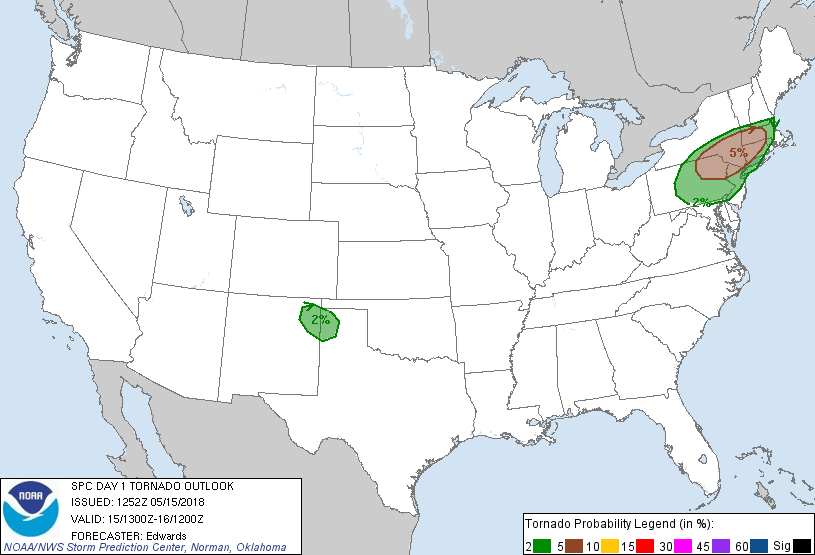 5%
2%
2%
NOAA
SPC DAY 1 TORNADO OUTLOOK
ISSUED: 1252Z 05/15/2018
VALID: 15/1300Z-16/1200Z
FORECASTER: Edwards
NOAA/NWS Storm Prediction Center, Norman, Oklahoma
Tornado Probability Legend (in %):
2 5 10 15 30 45 60 Sig